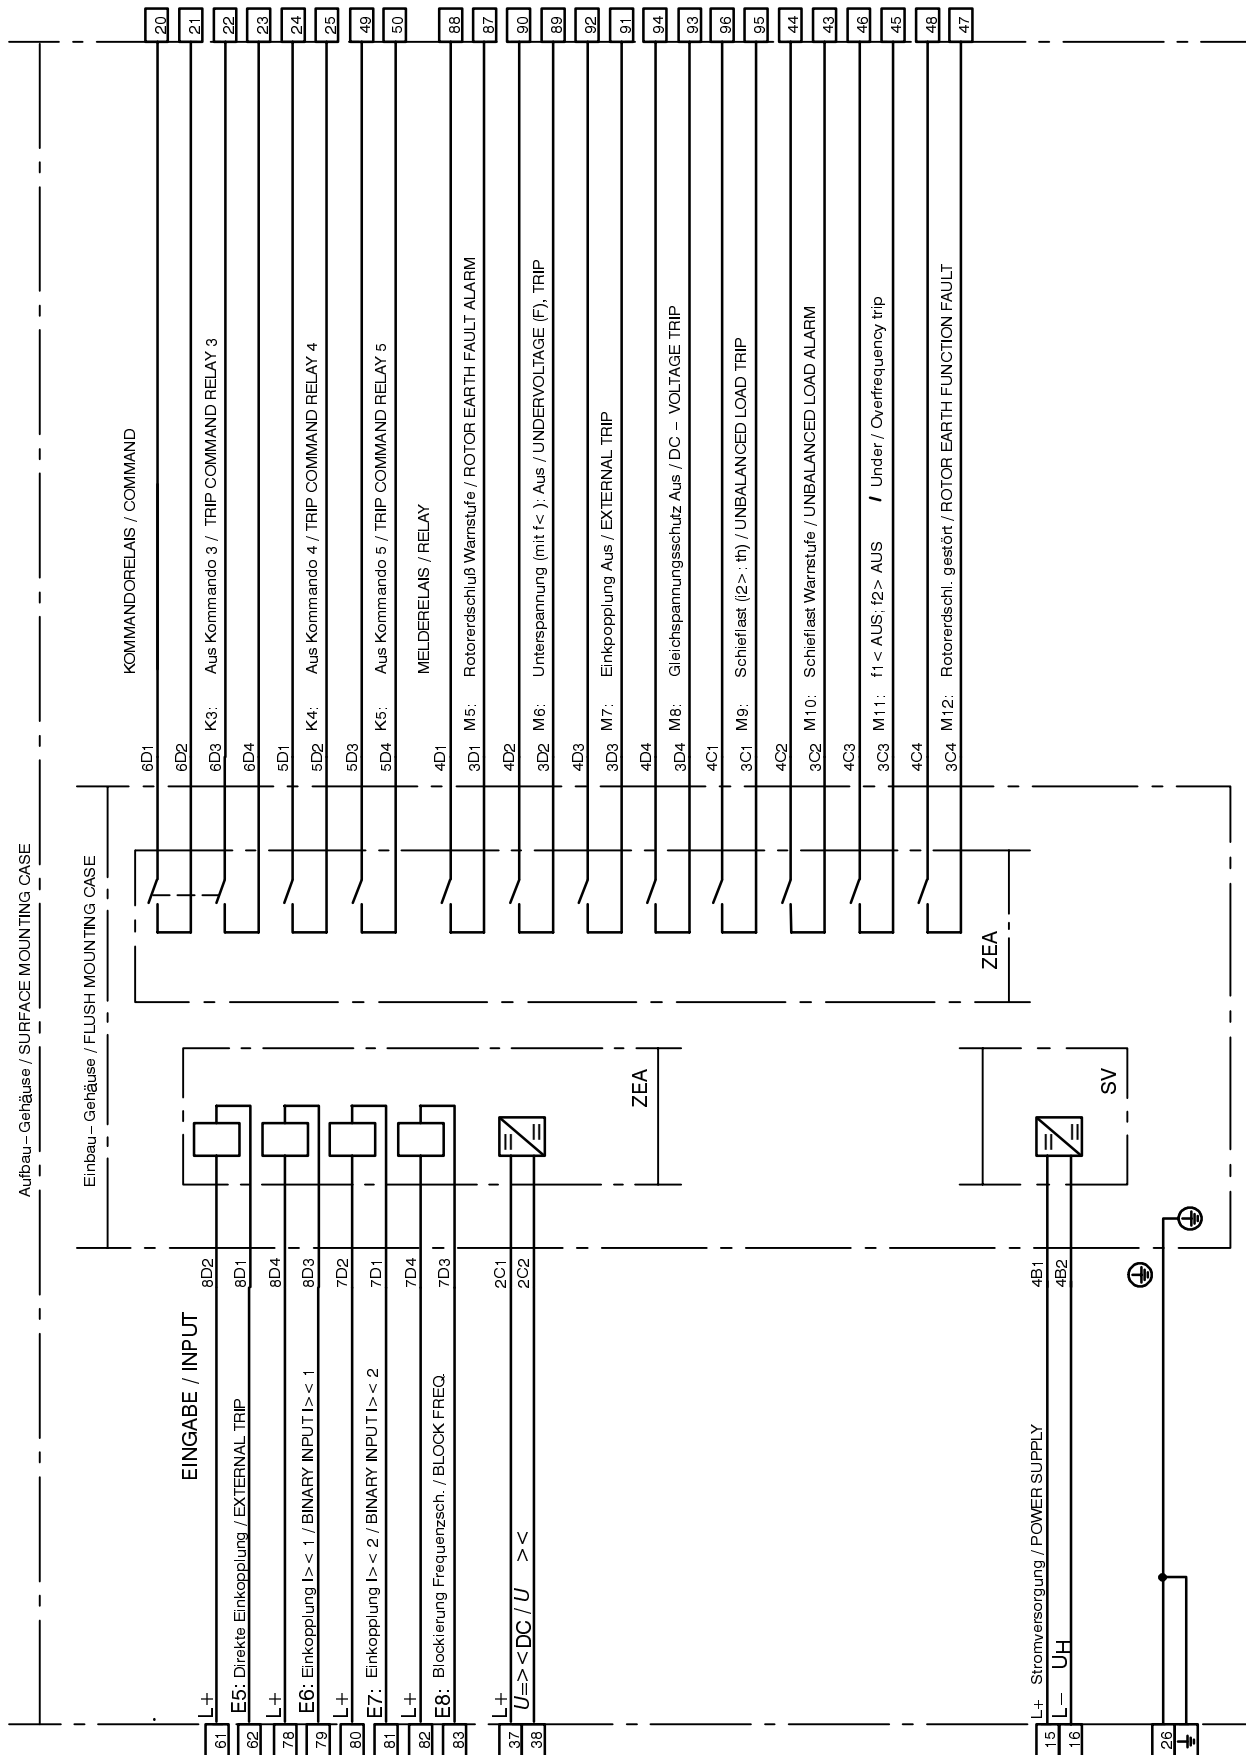 Aufbau–Gehäuse / SURFACE MOUNTING CASE
Einbau–Gehäuse / FLUSH MOUNTING CASE
EINGABE / INPUT
61 L+ 8D2
62 E5: Direkte Einkopplung / EXTERNAL TRIP 8D1
78 L+ 8D4
79 E6: Einkopplung I>< 1 / BINARY INPUT I>< 1 8D3
80 L+ 7D2
81 E7: Einkopplung I>< 2 / BINARY INPUT I>< 2 7D1
82 L+ 7D4
83 E8: Blockierung Frequenzsch. / BLOCK FREQ. 7D3
37 L+ 2C1
38 U=><DC / U >< 2C2
ZEA
15 L+ Stromversorgung / POWER SUPPLY 4B1
16 L– UH 4B2
SV
26
ZEA
KOMMANDORELAIS / COMMAND
6D1 20
6D2 21
6D3 K3: Aus Kommando 3 / TRIP COMMAND RELAY 3 22
6D4 23
5D1 24
5D2 K4: Aus Kommando 4 / TRIP COMMAND RELAY 4 25
5D3 49
5D4 K5: Aus Kommando 5 / TRIP COMMAND RELAY 5 50
MELDERELAIS / RELAY
4D1 88
3D1 M5: Rotorerdschluß Warnstufe / ROTOR EARTH FAULT ALARM 87
4D2 90
3D2 M6: Unterspannung (mit f< ): Aus / UNDERVOLTAGE (F), TRIP 89
4D3 92
3D3 M7: Einkpopplung Aus / EXTERNAL TRIP 91
4D4 94
3D4 M8: Gleichspannungsschutz Aus / DC – VOLTAGE TRIP 93
4C1 96
3C1 M9: Schieflast (i2> : th) / UNBALANCED LOAD TRIP 95
4C2 44
3C2 M10: Schieflast Warnstufe / UNBALANCED LOAD ALARM 43
4C3 46
3C3 M11: f1 < AUS; f2> AUS / Under / Overfrequency trip 45
4C4 48
3C4 M12: Rotorerdschl. gestört / ROTOR EARTH FUNCTION FAULT 47